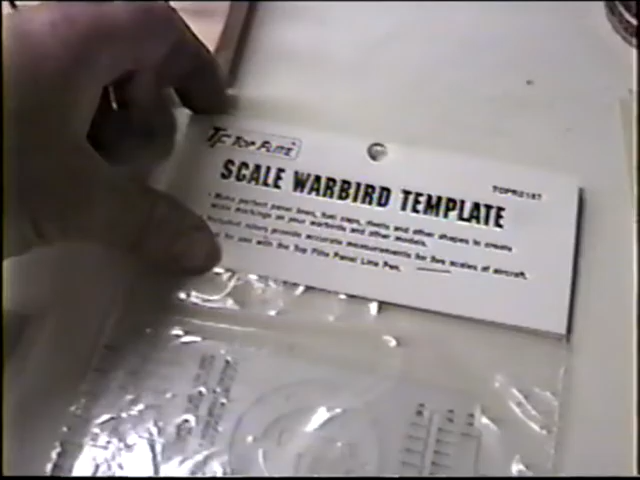 TF TOP FLITE
SCALE WARBIRD TEMPLATE
TOPR2187
• Make perfect panel lines, fuel caps, rivets and other shapes to create
scale markings on your warbirds and other models.
Included rulers provide accurate measurements for five scales of aircraft.
for use with the Top Flite Panel Line Pen.